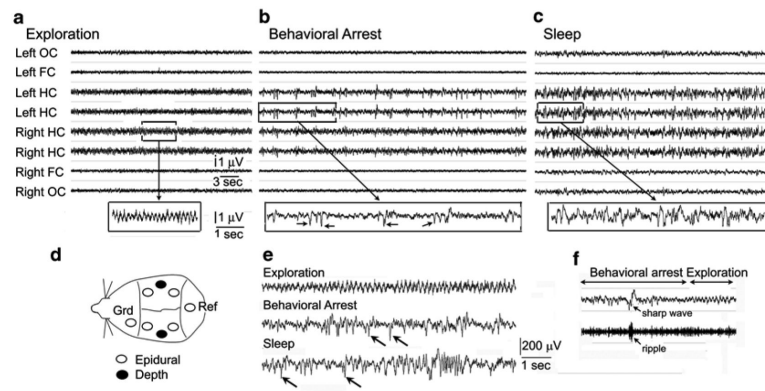 a
Exploration
Left OC
Left FC
Left HC
Left HC
Right HC
Right HC
Right FC
Right OC
1 μV
3 sec
1 μV
1 sec
b
Behavioral Arrest
c
Sleep
d
Grd
Ref
Epidural
Depth
e
Exploration
Behavioral Arrest
Sleep
200 μV
1 sec
f
Behavioral arrest Exploration
sharp wave
ripple